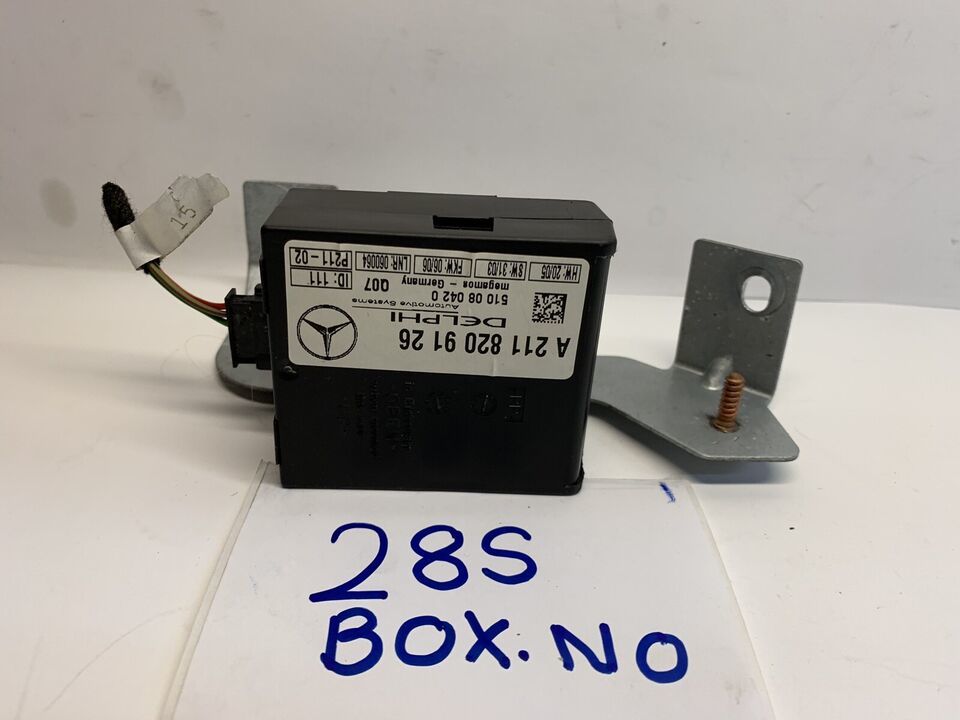 A 211 820 91 26
DELPHI
Automotive Systems
510 08 042 0
megamos - Germany
Q07
ID: 111
HW: 20/05
SW: 31/03
FKW: 06/06
LNR: 060064
P211-02
15
28S
BOX.NO